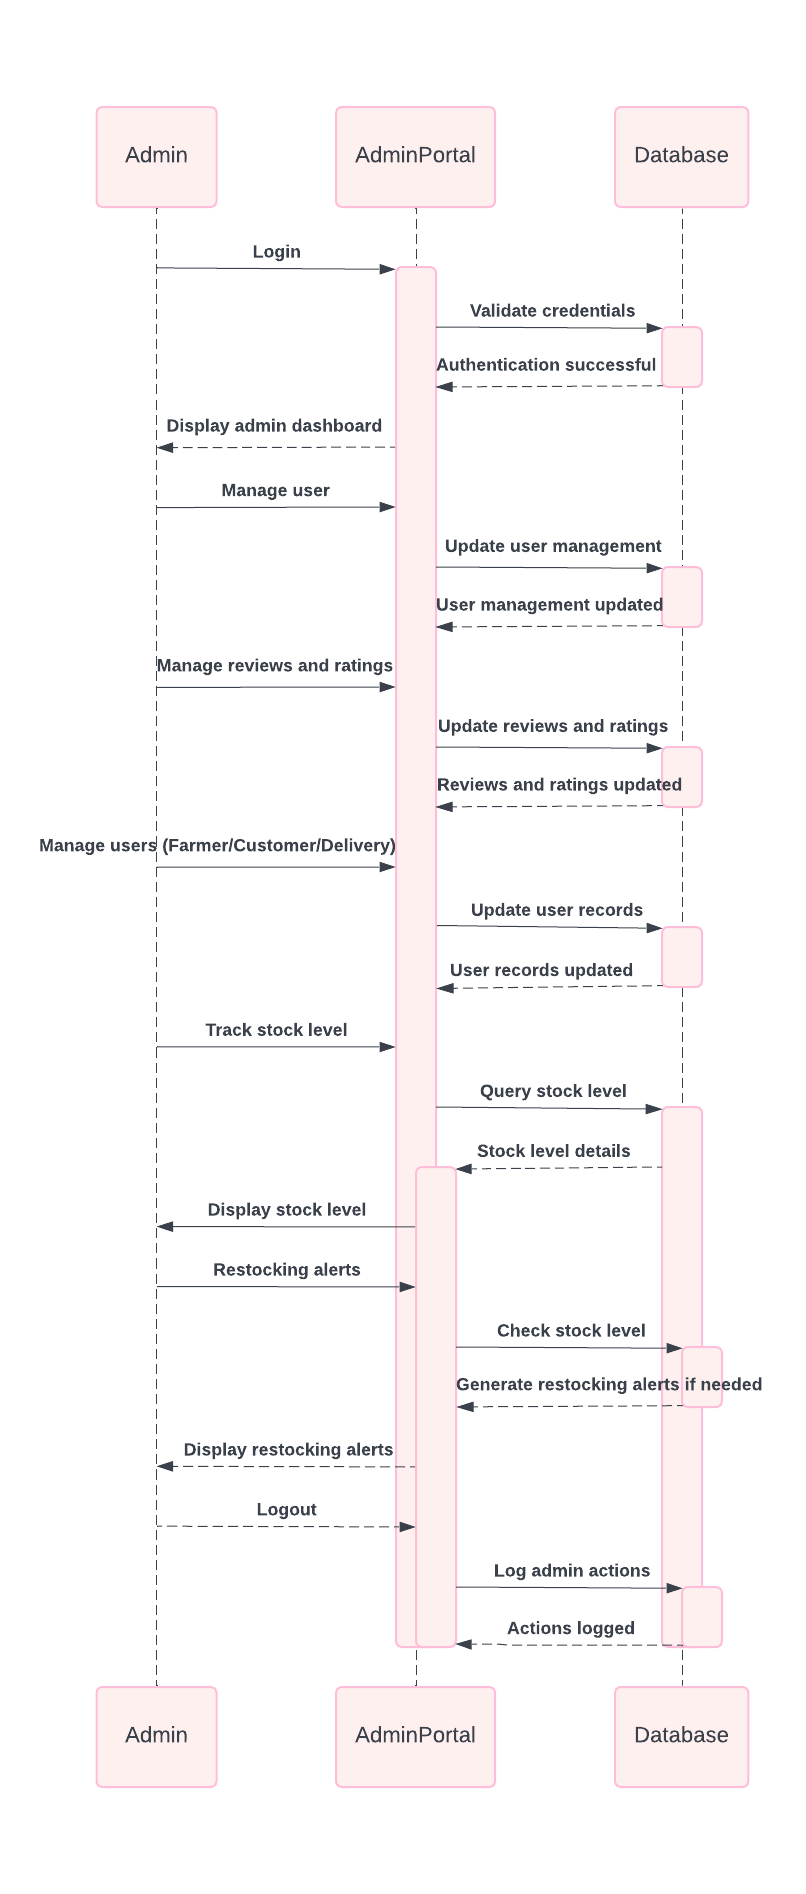 Admin
AdminPortal
Database
Login
Validate credentials
Authentication successful
Display admin dashboard
Manage user
Update user management
User management updated
Manage reviews and ratings
Update reviews and ratings
Reviews and ratings updated
Manage users (Farmer/Customer/Delivery)
Update user records
User records updated
Track stock level
Query stock level
Stock level details
Display stock level
Restocking alerts
Check stock level
Generate restocking alerts if needed
Display restocking alerts
Logout
Log admin actions
Actions logged
Admin
AdminPortal
Database